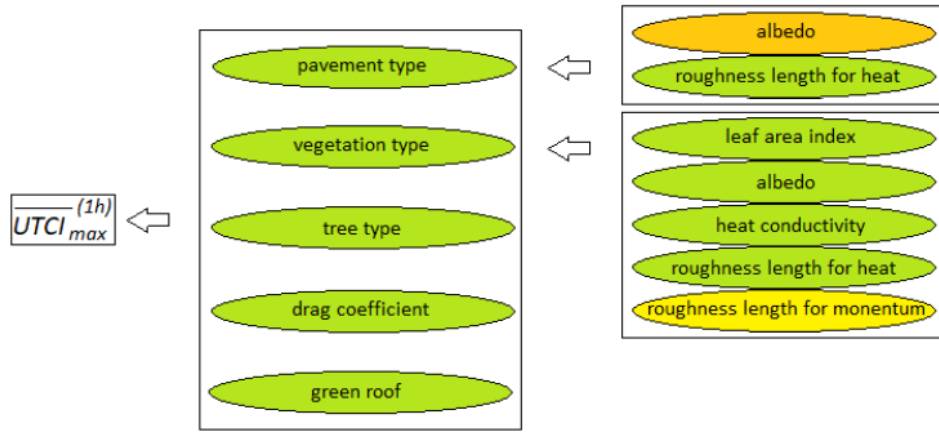 albedo
roughness length for heat
pavement type
vegetation type
tree type
drag coefficient
green roof
leaf area index
albedo
heat conductivity
roughness length for heat
roughness length for monentum
UTCI max (1h)